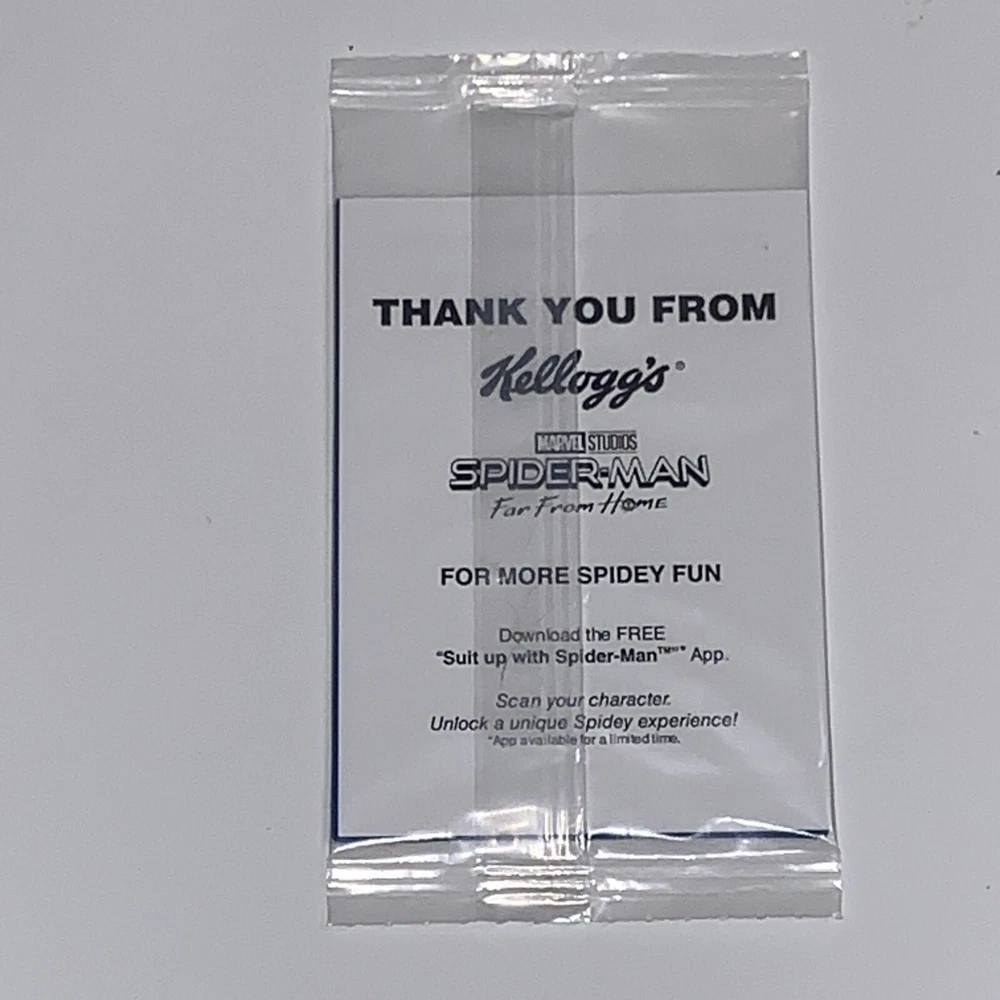 THANK YOU FROM
Kellogg's®
MARVEL STUDIOS
SPIDER-MAN
Far From Home
FOR MORE SPIDEY FUN
Download the FREE
"Suit up with Spider-Man™"* App.
Scan your character.
Unlock a unique Spidey experience!
*App available for a limited time.